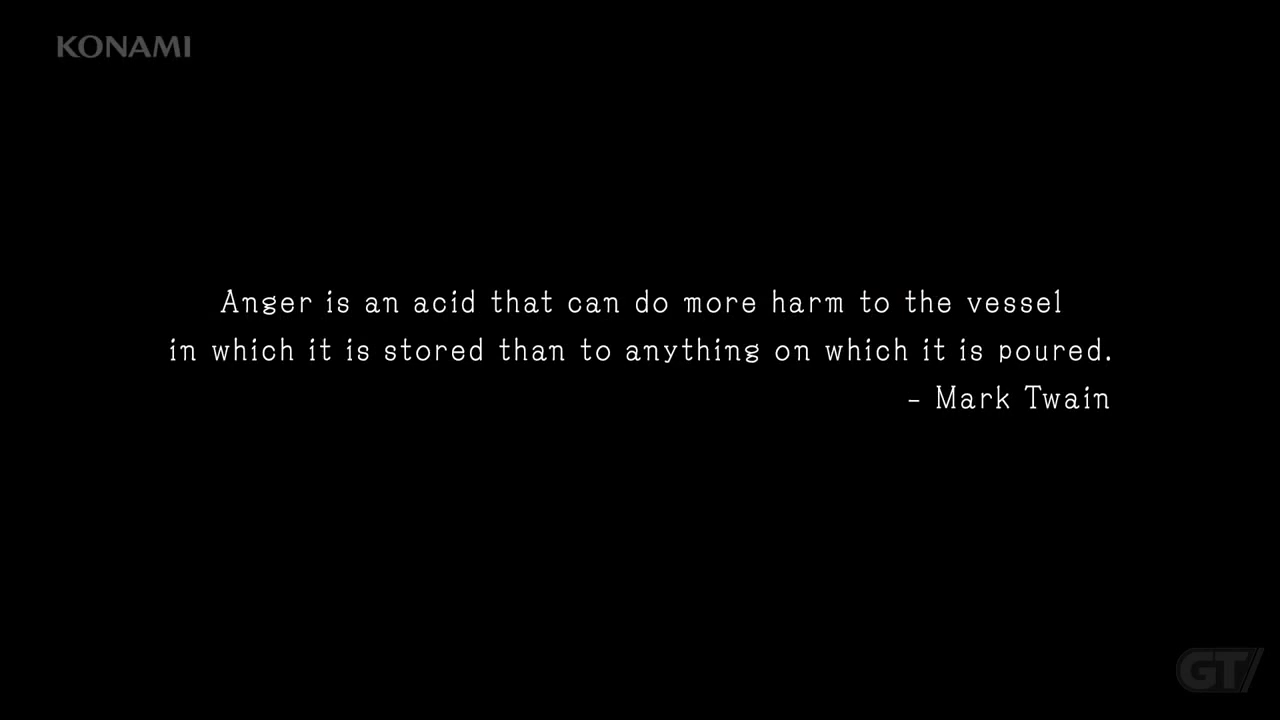 KONAMI
Anger is an acid that can do more harm to the vessel
in which it is stored than to anything on which it is poured.
- Mark Twain
GT